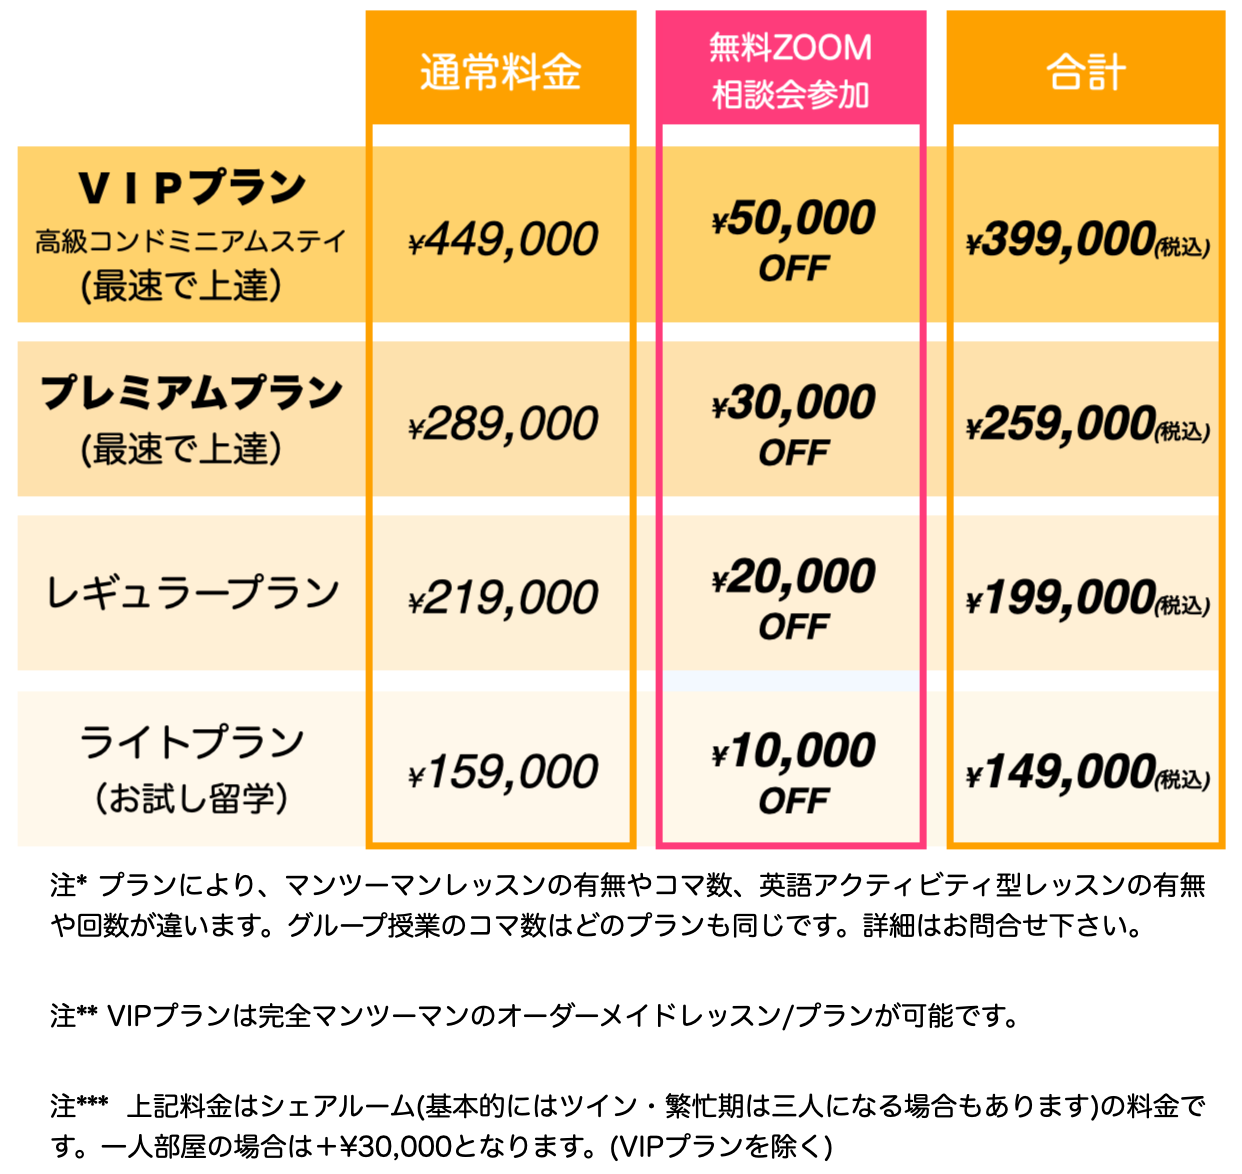 通常料金
無料ZOOM
相談会参加
合計
ＶＩＰプラン
高級コンドミニアムステイ
(最速で上達)
¥449,000
¥50,000
OFF
¥399,000(税込)
プレミアムプラン
(最速で上達)
¥289,000
¥30,000
OFF
¥259,000(税込)
レギュラープラン
¥219,000
¥20,000
OFF
¥199,000(税込)
ライトプラン
（お試し留学）
¥159,000
¥10,000
OFF
¥149,000(税込)
注* プランにより、マンツーマンレッスンの有無やコマ数、英語アクティビティ型レッスンの有無
や回数が違います。グループ授業のコマ数はどのプランも同じです。詳細はお問合せ下さい。
注** VIPプランは完全マンツーマンのオーダーメイドレッスン/プランが可能です。
注*** 上記料金はシェアルーム(基本的にはツイン・繁忙期は三人になる場合もあります)の料金で
す。一人部屋の場合は＋¥30,000となります。(VIPプランを除く)